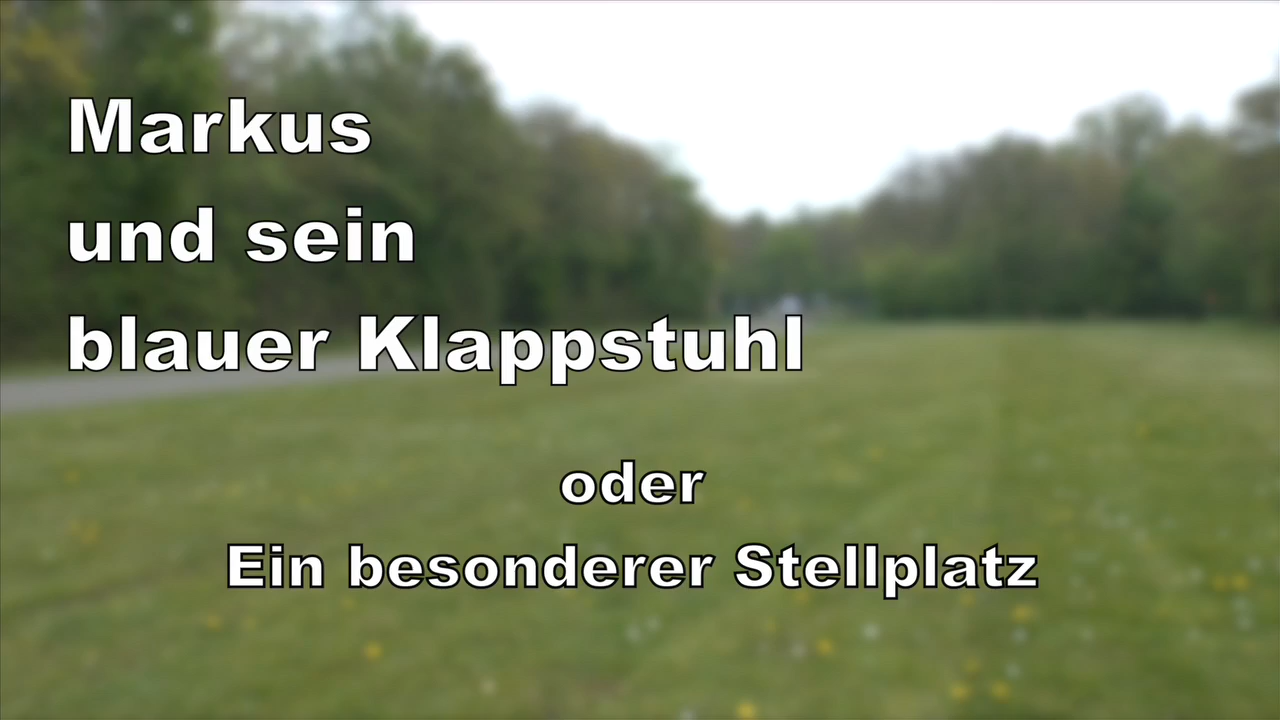 Markus
und sein
blauer Klappstuhl
oder
Ein besonderer Stellplatz